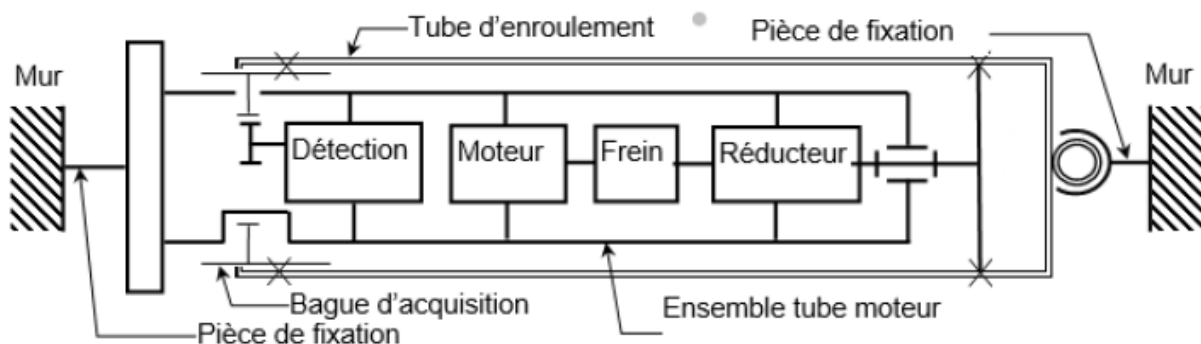 Tube d'enroulement
Pièce de fixation
Mur
Mur
Détection
Moteur
Frein
Réducteur
Bague d'acquisition
Ensemble tube moteur
Pièce de fixation